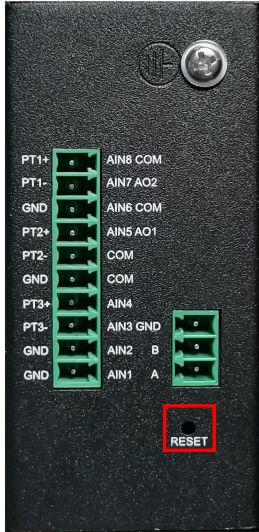 PT1+ AIN8 COM
PT1- AIN7 AO2
GND AIN6 COM
PT2+ AIN5 AO1
PT2- COM
GND COM
PT3+ AIN4
PT3- AIN3 GND
GND AIN2 B
GND AIN1 A
RESET